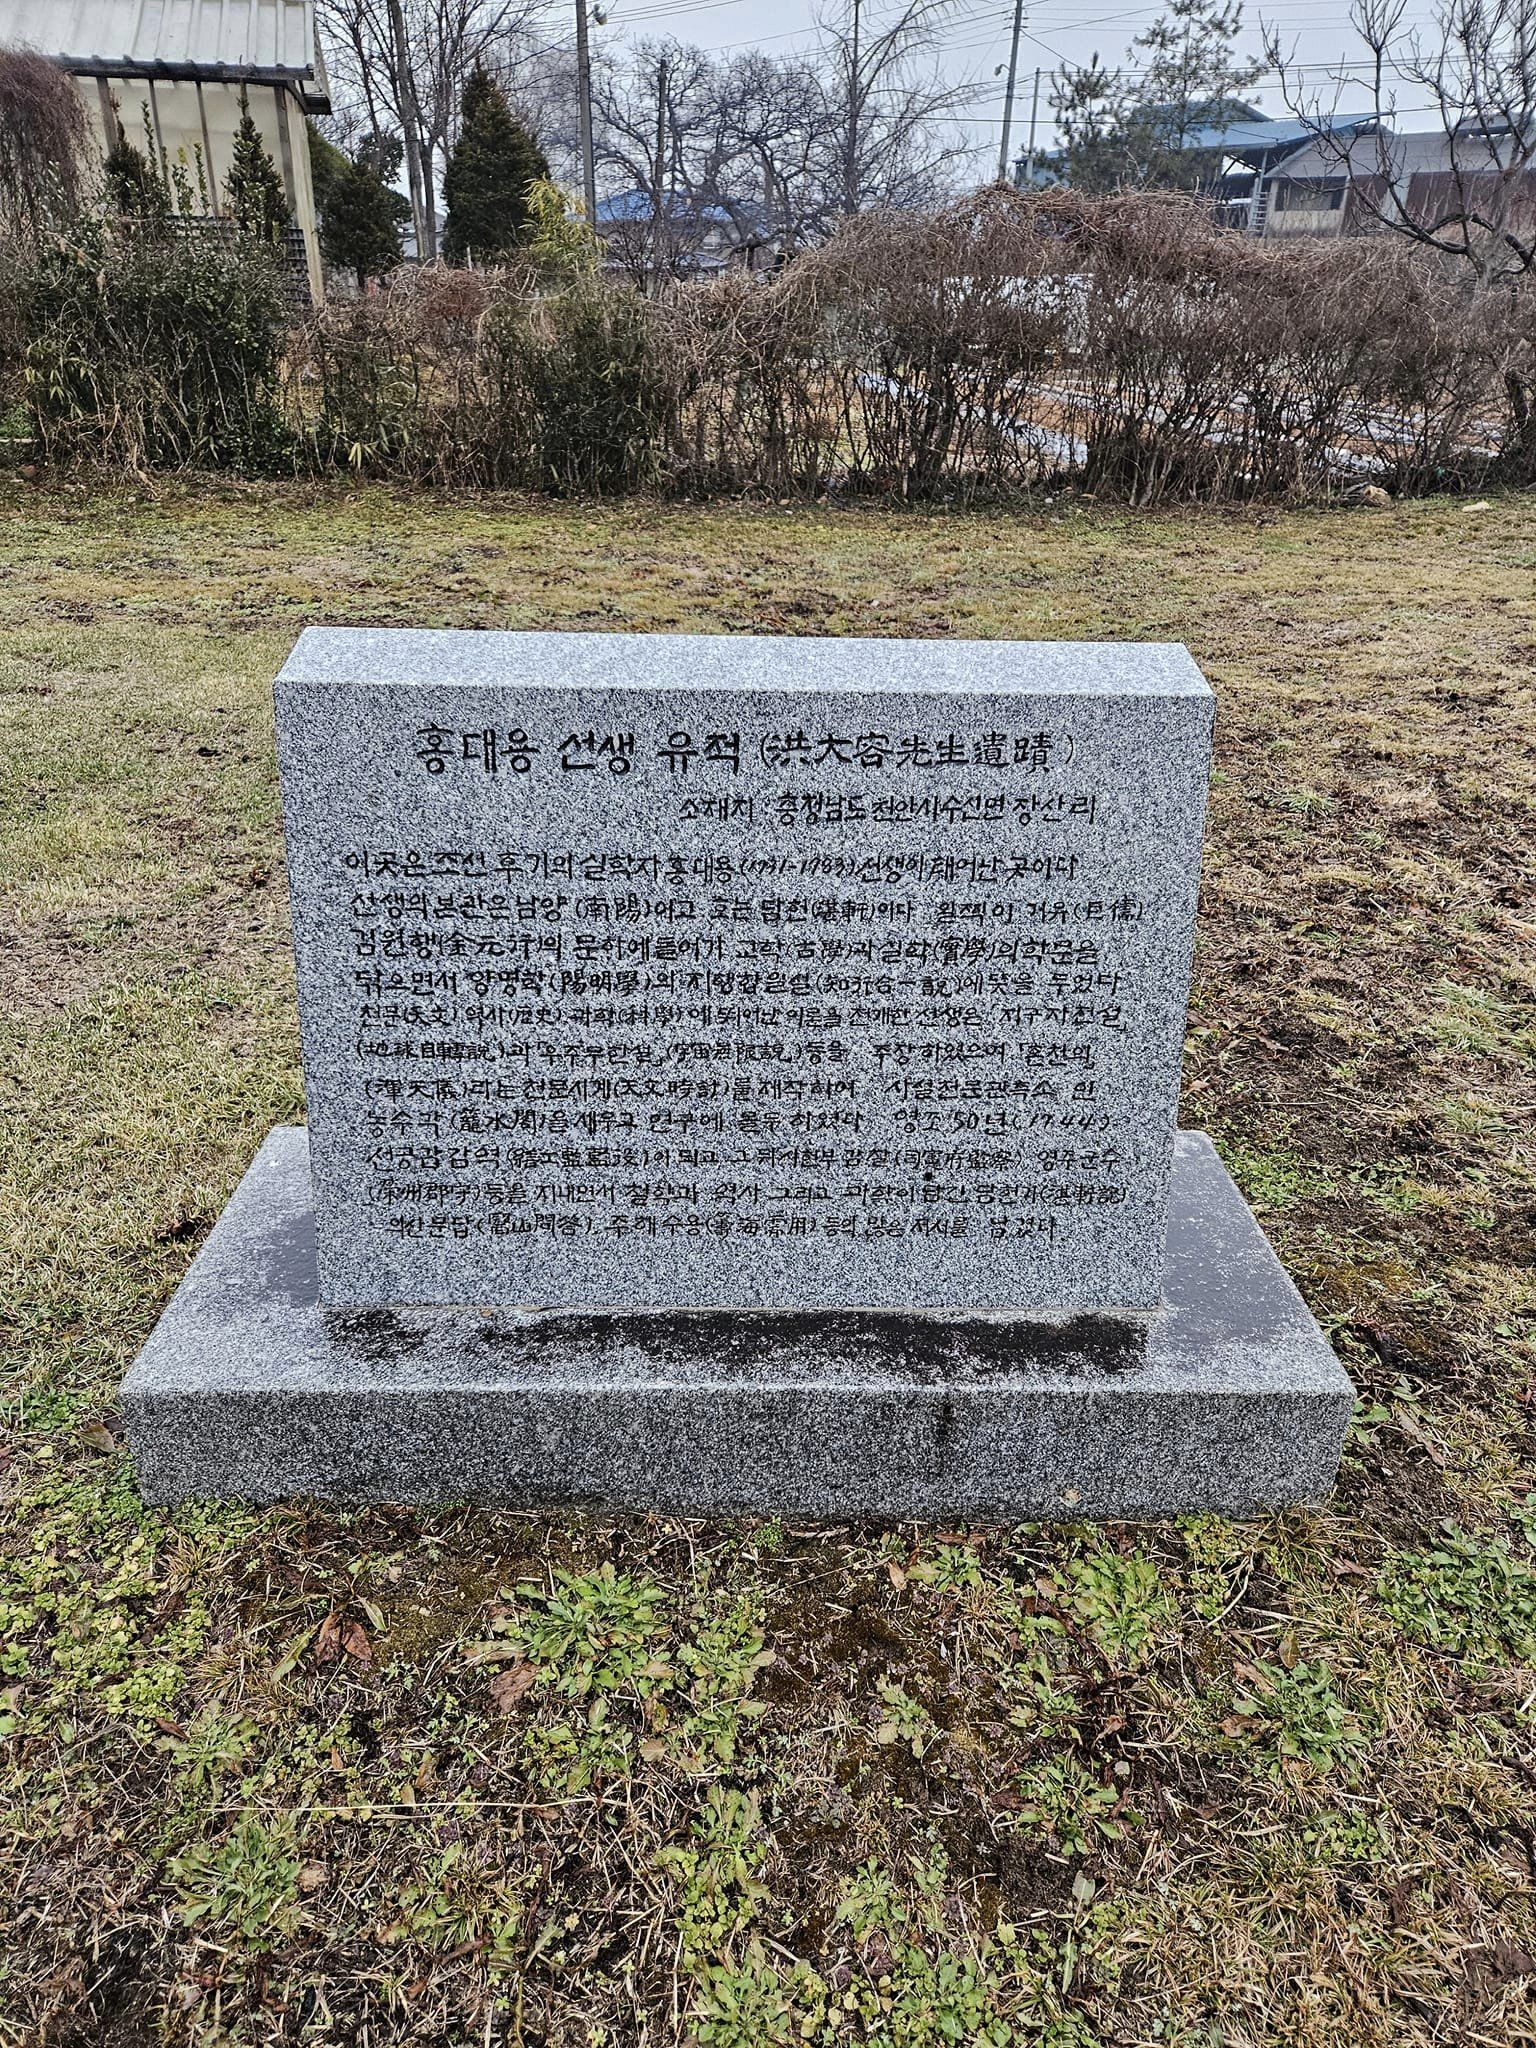 홍대용 선생 유적 (洪大容先生遺蹟)
소재지 충청남도 천안시 수신면 장산리
이곳은 조선 후기의 실학자 홍대용(1731-1783) 선생이 태어난 곳이다
선생의 본관은 남양(南陽)이고 호는 담헌(湛軒)이다 일찍이 거유(巨儒)
김원행(金元行)의 문하에 들어가 고학(古學)과 실학(實學)의 학문을
닦으면서 양명학(陽明學)의 지행합일설(知行合一說)에 뜻을 두었다
천문(天文) 역사(歷史) 과학(科學)에 뛰어난 이론을 전개한 선생은 「지구자전설」
(地球自轉說)과 「우주무한설」(宇宙無限說) 등을 주장하였으며 「혼천의」
(渾天儀)라는 천문시계(天文時計)를 제작하여 사설천문관측소 인
농수각(籠水閣)을 세우고 연구에 몰두하였다 영조 50년(1744)
선공감 감역(繕工監監役)이 되고 그 뒤 사헌부 감찰(司憲府監察) 영주군수
(榮州郡守) 등을 지내면서 철학과 역사 그리고 과학이 담긴 담헌기(湛軒記)
의산문답(毉山問答), 주해수용(籌海需用) 등의 많은 저서를 남겼다